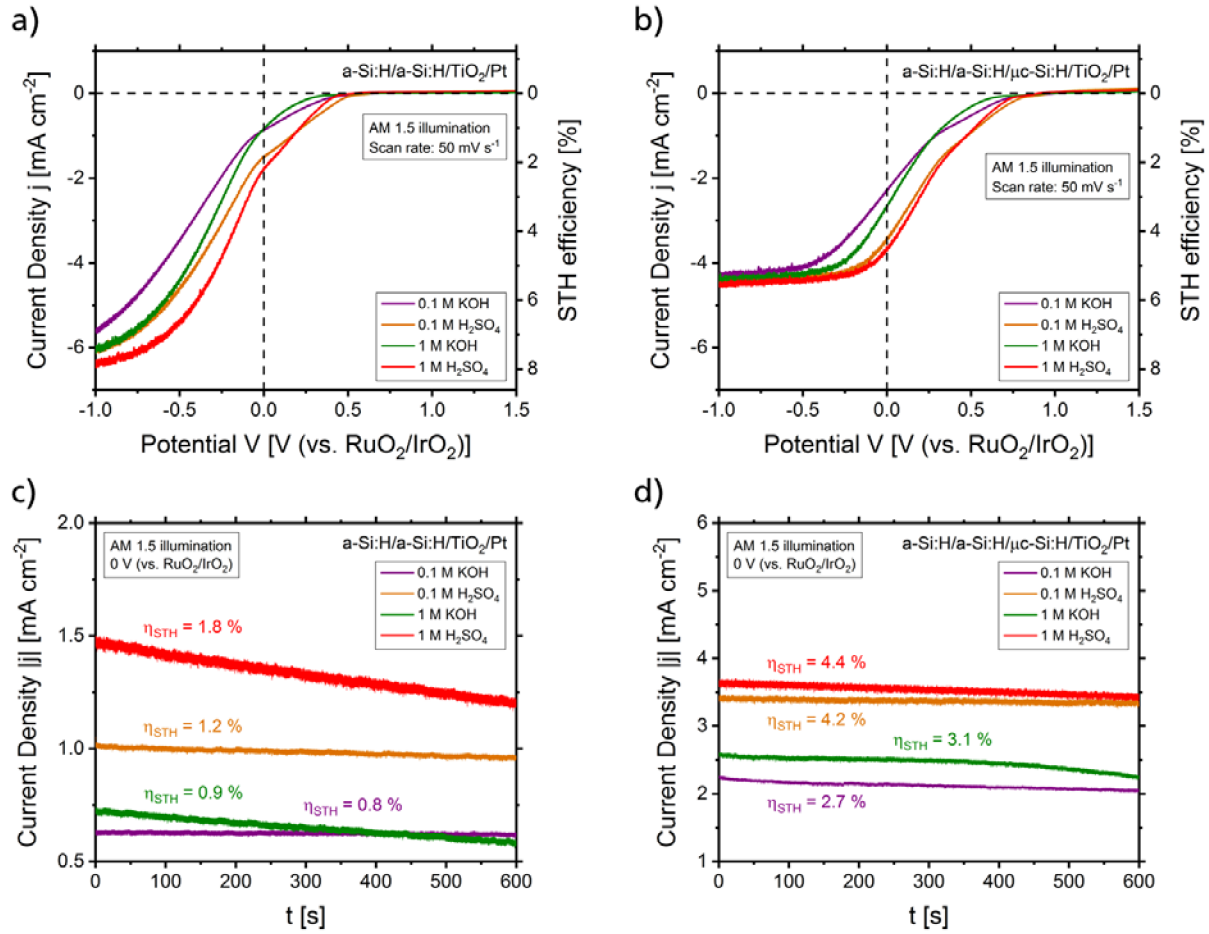 a)
a-Si:H/a-Si:H/TiO₂/Pt
AM 1.5 illumination
Scan rate: 50 mV s⁻¹
0.1 M KOH
0.1 M H₂SO₄
1 M KOH
1 M H₂SO₄
0
-2
-4
-6
Current Density j [mA cm⁻²]
0
2
4
6
8
STH efficiency [%]
-1.0 -0.5 0.0 0.5 1.0 1.5
Potential V [V (vs. RuO₂/IrO₂)]
b)
a-Si:H/a-Si:H/µc-Si:H/TiO₂/Pt
AM 1.5 illumination
Scan rate: 50 mV s⁻¹
0.1 M KOH
0.1 M H₂SO₄
1 M KOH
1 M H₂SO₄
0
-2
-4
-6
Current Density j [mA cm⁻²]
0
2
4
6
8
STH efficiency [%]
-1.0 -0.5 0.0 0.5 1.0 1.5
Potential V [V (vs. RuO₂/IrO₂)]
c)
AM 1.5 illumination
0 V (vs. RuO₂/IrO₂)
a-Si:H/a-Si:H/TiO₂/Pt
0.1 M KOH
0.1 M H₂SO₄
1 M KOH
1 M H₂SO₄
ηSTH = 1.8 %
ηSTH = 1.2 %
ηSTH = 0.9 %
ηSTH = 0.8 %
2.0
1.5
1.0
0.5
Current Density |j| [mA cm⁻²]
0 100 200 300 400 500 600
t [s]
d)
AM 1.5 illumination
0 V (vs. RuO₂/IrO₂)
a-Si:H/a-Si:H/µc-Si:H/TiO₂/Pt
0.1 M KOH
0.1 M H₂SO₄
1 M KOH
1 M H₂SO₄
ηSTH = 4.4 %
ηSTH = 4.2 %
ηSTH = 3.1 %
ηSTH = 2.7 %
6
5
4
3
2
1
Current Density |j| [mA cm⁻²]
0 100 200 300 400 500 600
t [s]